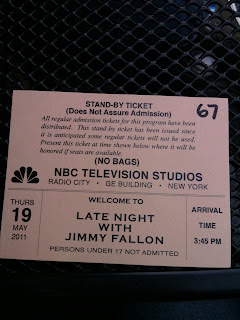 STAND-BY TICKET
(Does Not Assure Admission)
67
All regular admission tickets for this program have been
distributed. This stand-by ticket has been issued since
it is anticipated some regular tickets will not be used.
Present this ticket at time shown below where it will be
honored if seats are available.
(NO BAGS)
NBC TELEVISION STUDIOS
RADIO CITY • GE BUILDING • NEW YORK
THURS
19
MAY
2011
WELCOME TO
LATE NIGHT
WITH
JIMMY FALLON
PERSONS UNDER 17 NOT ADMITTED
ARRIVAL
TIME
3:45 PM